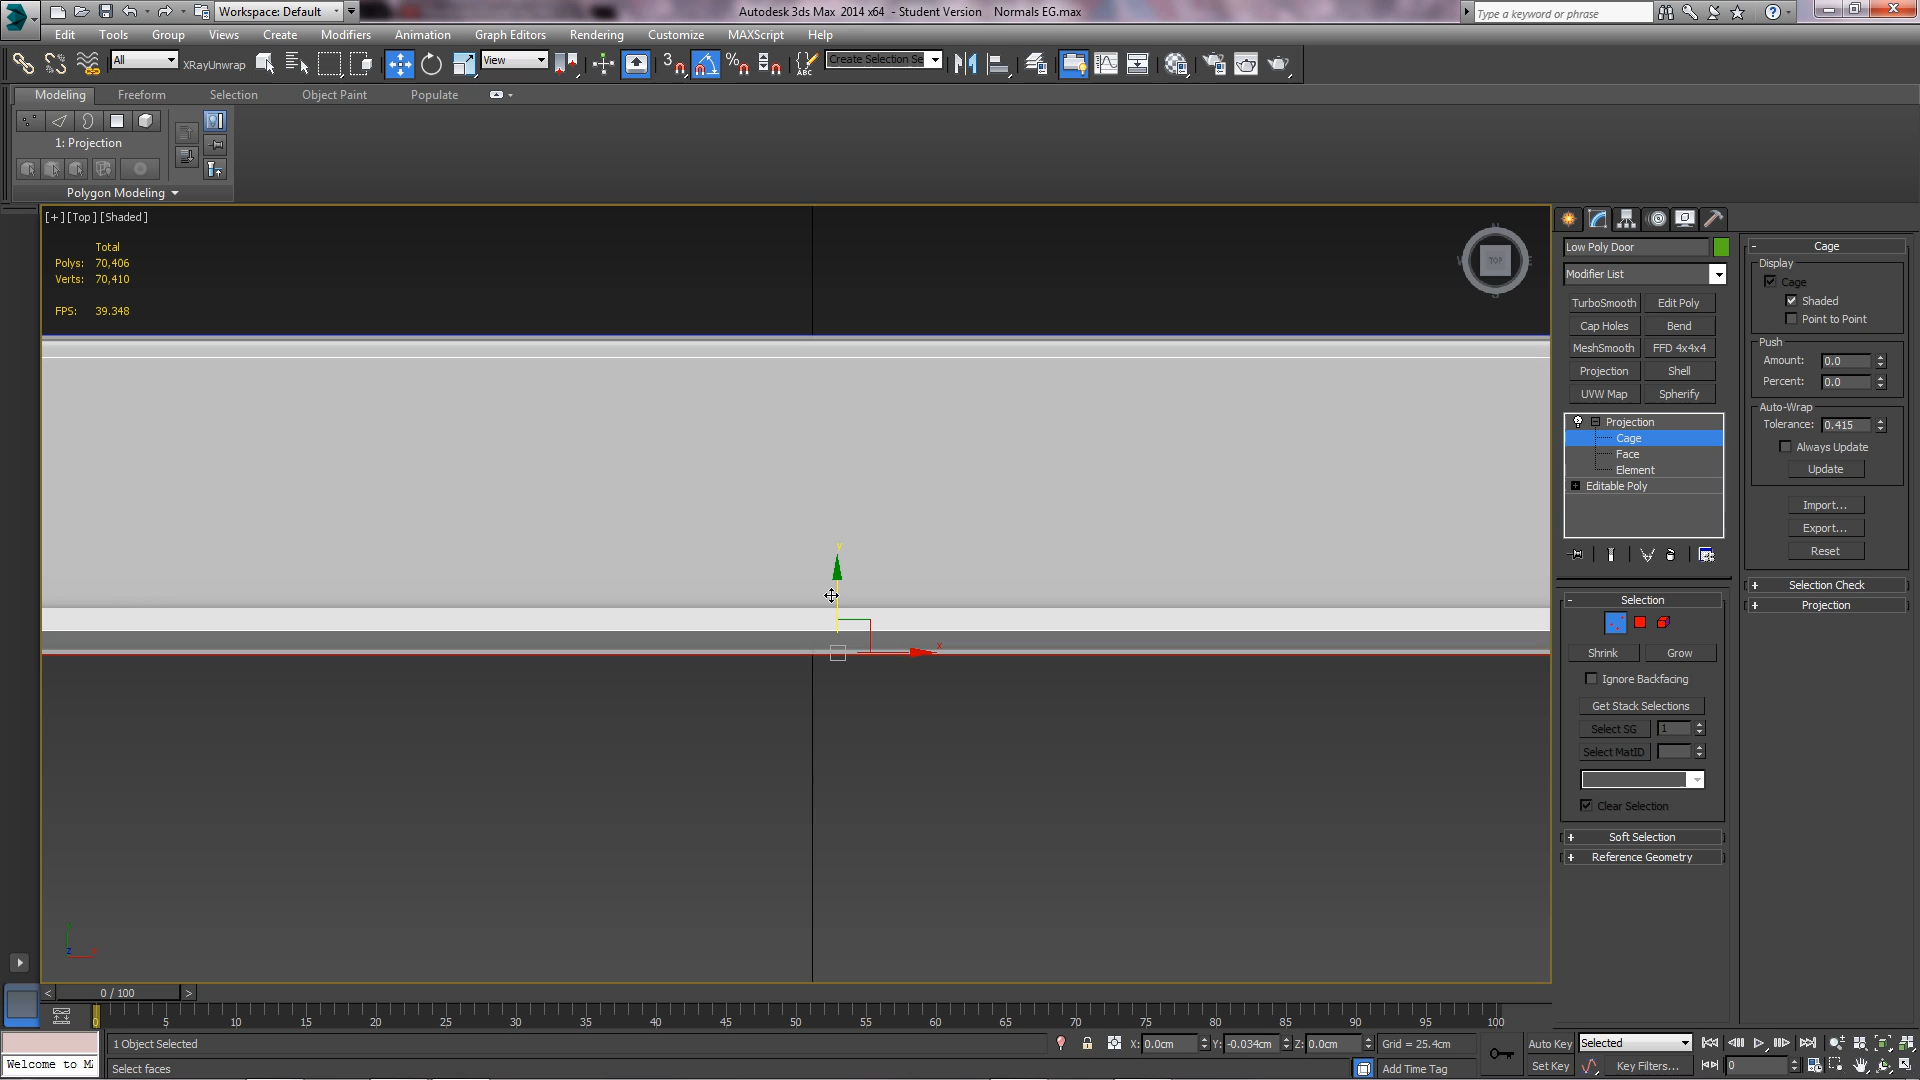 Workspace: Default
Autodesk 3ds Max 2014 x64 - Student Version Normals EG.max
Type a keyword or phrase
Edit Tools Group Views Create Modifiers Animation Graph Editors Rendering Customize MAXScript Help
All
XRayUnwrap
View
3
ABC
Create Selection Se
Modeling Freeform Selection Object Paint Populate
1: Projection
Polygon Modeling
[+] [Top] [Shaded]
Total
Polys: 70,406
Verts: 70,410
FPS: 39.348
TOP
y
x
z
Low Poly Door
Modifier List
TurboSmooth Edit Poly
Cap Holes Bend
MeshSmooth FFD 4x4x4
Projection Shell
UVW Map Spherify
Projection
Cage
Face
Element
Editable Poly
- Selection
Shrink Grow
Ignore Backfacing
Get Stack Selections
Select SG 1
Select MatID
Clear Selection
+ Soft Selection
+ Reference Geometry
- Cage
Display
Cage
Shaded
Point to Point
Push
Amount: 0.0
Percent: 0.0
Auto-Wrap
Tolerance: 0.415
Always Update
Update
Import...
Export...
Reset
+ Selection Check
+ Projection
< 0 / 100 >
0 5 10 15 20 25 30 35 40 45 50 55 60 65 70 75 80 85 90 95 100
1 Object Selected
X: 0.0cm Y: -0.034cm Z: 0.0cm Grid = 25.4cm
Auto Key Selected
Welcome to M
Select faces
Add Time Tag
Set Key Key Filters... 0